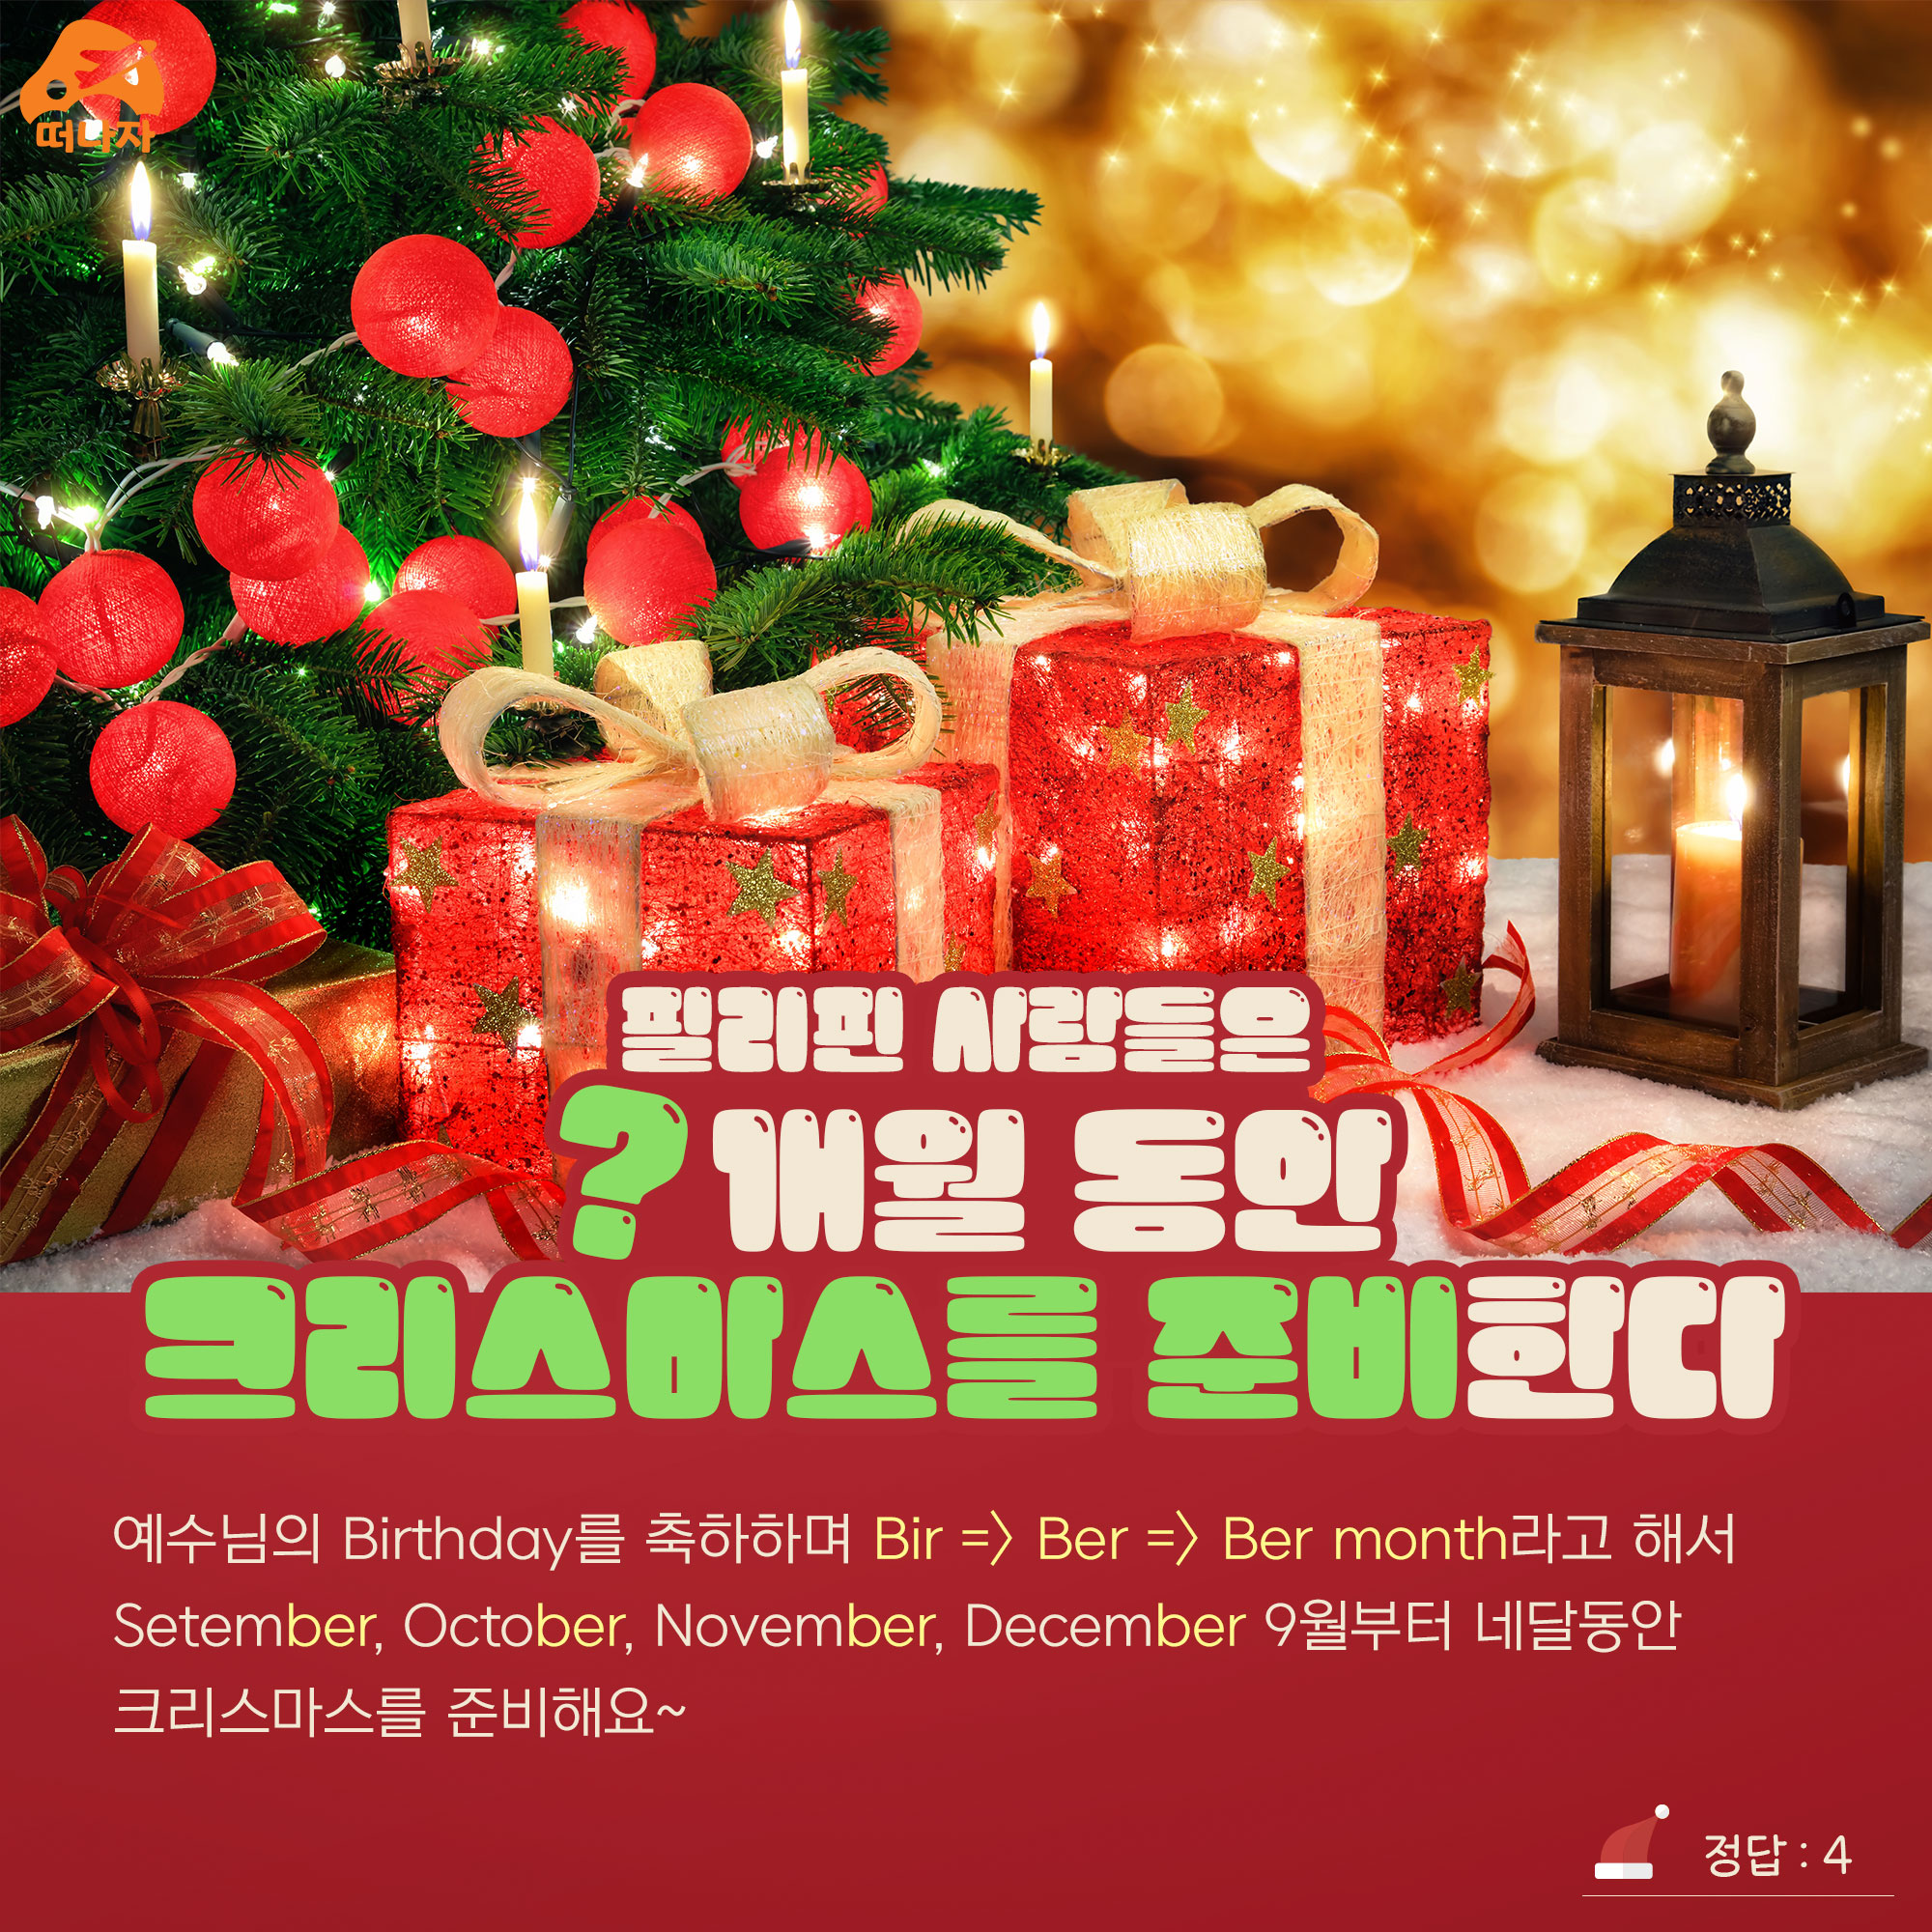 떠나자
필리핀 사람들은
? 개월 동안
크리스마스를 준비한다
예수님의 Birthday를 축하하며 Bir => Ber => Ber month라고 해서
Setember, October, November, December 9월부터 네달동안
크리스마스를 준비해요~
정답 : 4